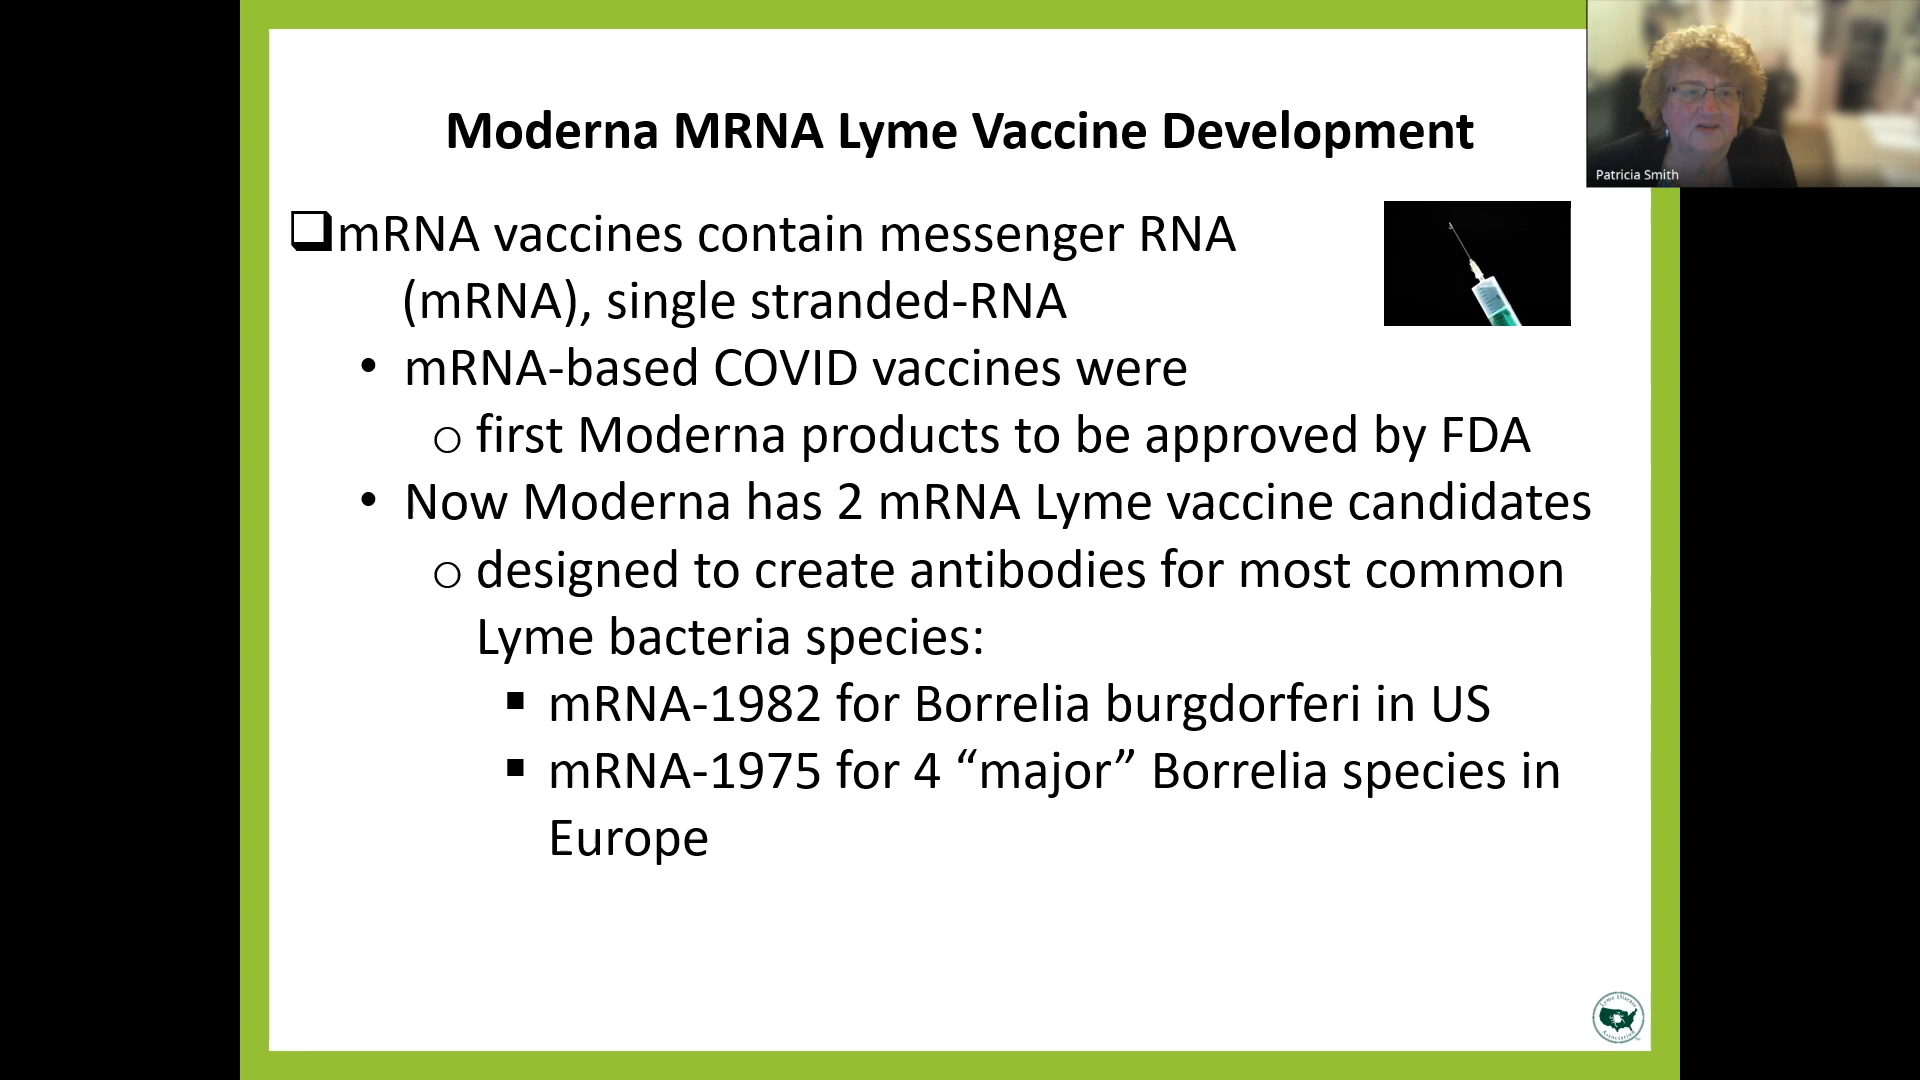 Moderna MRNA Lyme Vaccine Development
Patricia Smith
mRNA vaccines contain messenger RNA
(mRNA), single stranded-RNA
• mRNA-based COVID vaccines were
o first Moderna products to be approved by FDA
• Now Moderna has 2 mRNA Lyme vaccine candidates
o designed to create antibodies for most common
Lyme bacteria species:
▪ mRNA-1982 for Borrelia burgdorferi in US
▪ mRNA-1975 for 4 “major” Borrelia species in
Europe
Lyme Disease
Association